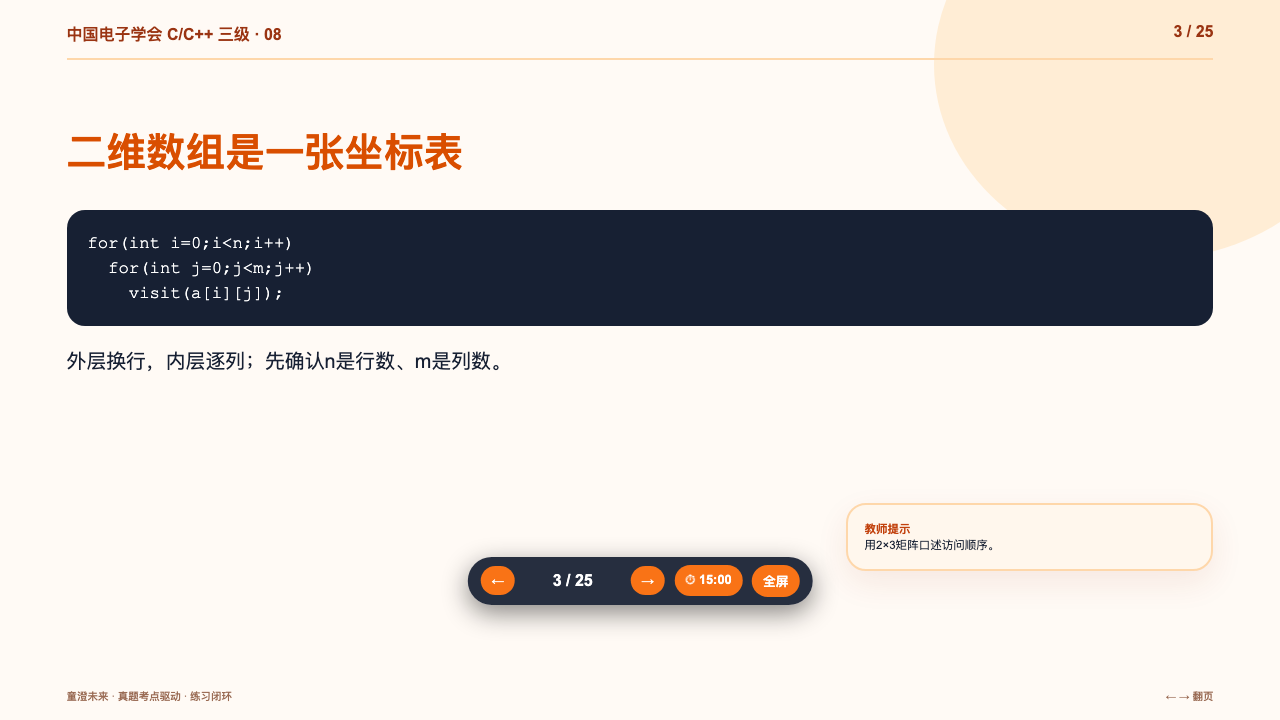 中国电子学会 C/C++ 三级 · 08
3 / 25
二维数组是一张坐标表
for(int i=0;i<n;i++)
  for(int j=0;j<m;j++)
    visit(a[i][j]);
外层换行，内层逐列；先确认n是行数、m是列数。
教师提示
用2×3矩阵口述访问顺序。
← 3 / 25 → ⏱ 15:00 全屏
童澄未来 · 真题考点驱动 · 练习闭环
←→ 翻页